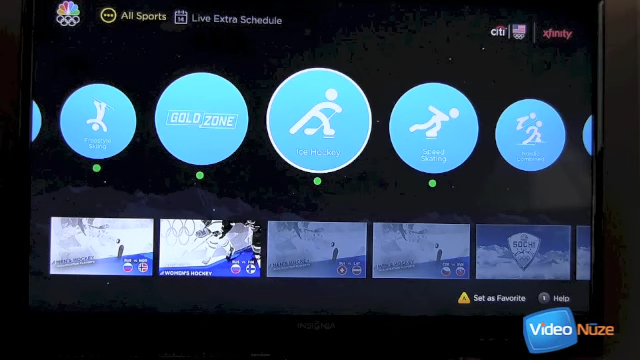 All Sports
14
Live Extra Schedule
citi
xfinity
Freestyle
Skiing
GOLD ZONE
Ice Hockey
Speed
Skating
Nordic
Combined
MEN'S HOCKEY
WOMEN'S HOCKEY
MEN'S HOCKEY
MEN'S HOCKEY
SOCHI
Set as Favorite
Help
INSIGNIA
Video Nuze